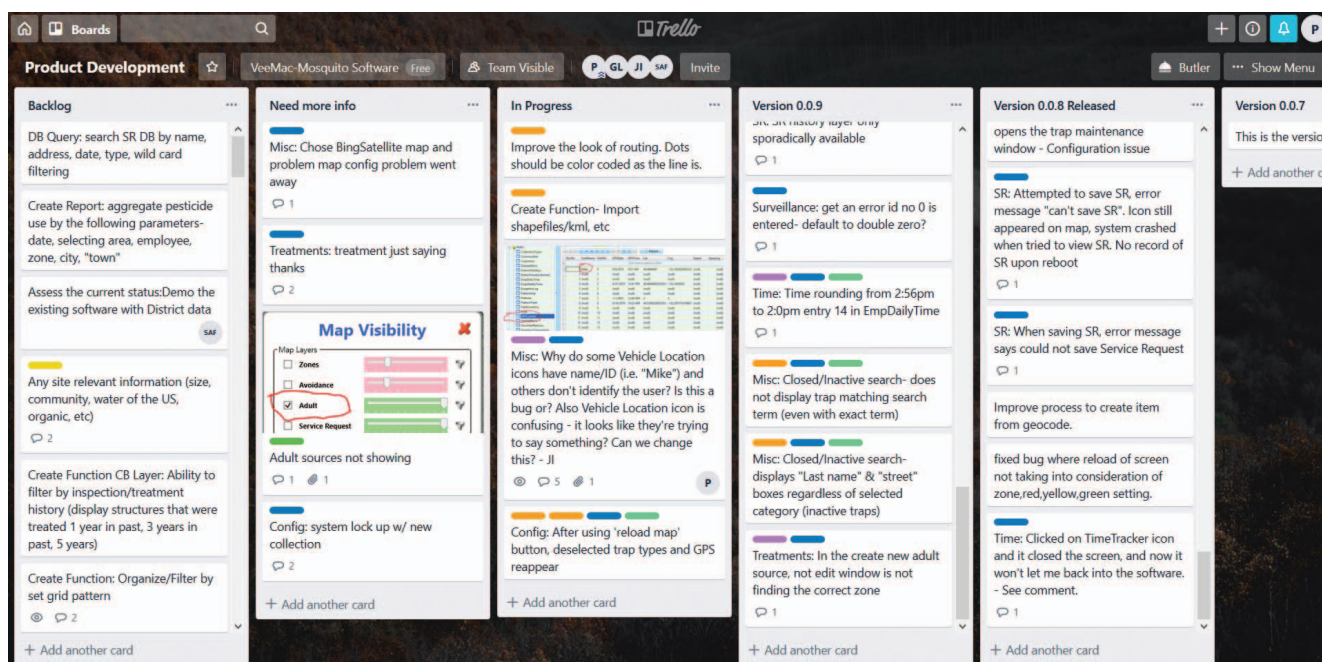 Boards
Trello
P
Product Development
VeeMac-Mosquito Software Free
Team Visible
P GL JI SAF
Invite
Butler
... Show Menu
Backlog
DB Query: search SR DB by name,
address, date, type, wild card
filtering
Create Report: aggregate pesticide
use by the following parameters-
date, selecting area, employee,
zone, city, "town"
Assess the current status:Demo the
existing software with District data
SAF
Any site relevant information (size,
community, water of the US,
organic, etc)
2
Create Function CB Layer: Ability to
filter by inspection/treatment
history (display structures that were
treated 1 year in past, 3 years in
past, 5 years)
Create Function: Organize/Filter by
set grid pattern
2
+ Add another card
Need more info
Misc: Chose BingSatellite map and
problem map config problem went
away
1
Treatments: treatment just saying
thanks
2
Map Visibility
Map Layers
Zones
Avoidance
Adult
Service Request
Adult sources not showing
1 1
Config: system lock up w/ new
collection
2
+ Add another card
In Progress
Improve the look of routing. Dots
should be color coded as the line is.
Create Function- Import
shapefiles/kml, etc
Misc: Why do some Vehicle Location
icons have name/ID (i.e. "Mike") and
others don't identify the user? Is this a
bug or? Also Vehicle Location icon is
confusing - it looks like they're trying
to say something? Can we change
this? - JI
5 1 P
Config: After using 'reload map'
button, deselected trap types and GPS
reappear
+ Add another card
Version 0.0.9
SR: SR history layer only
sporadically available
1
Surveillance: get an error id no 0 is
entered- default to double zero?
1
Time: Time rounding from 2:56pm
to 2:0pm entry 14 in EmpDailyTime
1
Misc: Closed/Inactive search- does
not display trap matching search
term (even with exact term)
Misc: Closed/Inactive search-
displays "Last name" & "street"
boxes regardless of selected
category (inactive traps)
Treatments: In the create new adult
source, not edit window is not
finding the correct zone
1
+ Add another card
Version 0.0.8 Released
opens the trap maintenance
window - Configuration issue
SR: Attempted to save SR, error
message "can't save SR". Icon still
appeared on map, system crashed
when tried to view SR. No record of
SR upon reboot
1
SR: When saving SR, error message
says could not save Service Request
1
Improve process to create item
from geocode.
fixed bug where reload of screen
not taking into consideration of
zone,red,yellow,green setting.
Time: Clicked on TimeTracker icon
and it closed the screen, and now it
won't let me back into the software.
- See comment.
1
+ Add another card
Version 0.0.7
This is the versio
+ Add another c